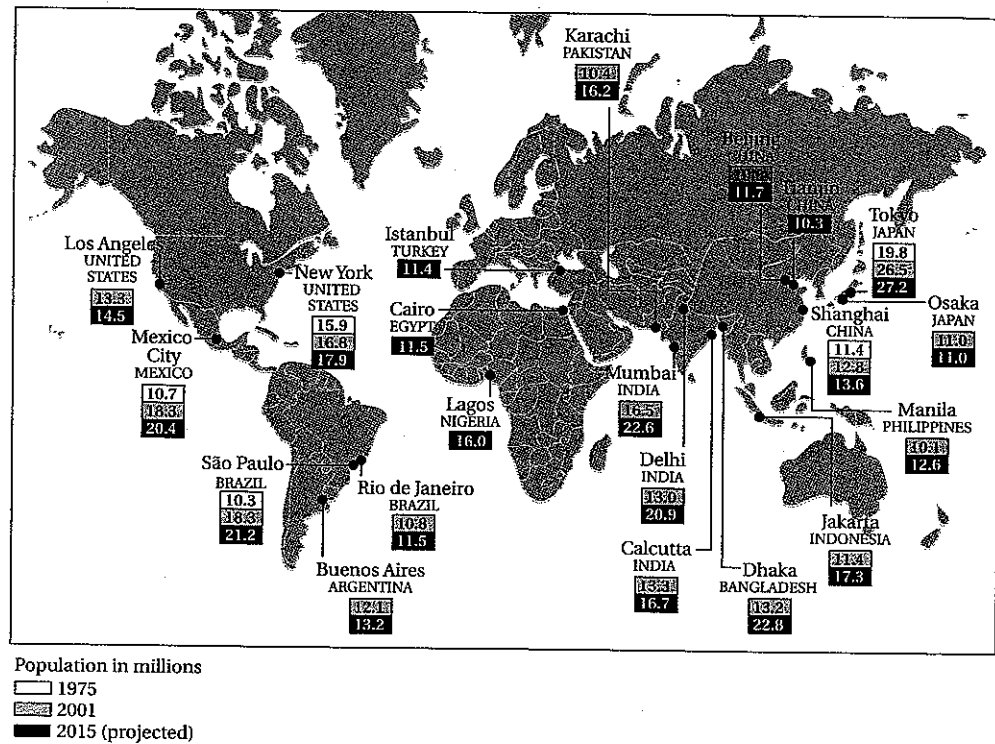 Karachi
PAKISTAN
10.4
16.2
Beijing
CHINA
11.7
Tianjin
CHINA
10.3
Tokyo
JAPAN
19.8
26.5
27.2
Los Angeles
UNITED
STATES
13.3
14.5
New York
UNITED
STATES
15.9
16.8
17.9
Istanbul
TURKEY
11.4
Cairo
EGYPT
11.5
Osaka
JAPAN
11.0
11.0
Shanghai
CHINA
11.4
12.8
13.6
Mexico
City
MEXICO
10.7
18.3
20.4
Lagos
NIGERIA
16.0
Mumbai
INDIA
16.5
22.6
Manila
PHILIPPINES
10.1
12.6
São Paulo
BRAZIL
10.3
18.3
21.2
Rio de Janeiro
BRAZIL
10.8
11.5
Delhi
INDIA
13.0
20.9
Jakarta
INDONESIA
11.4
17.3
Buenos Aires
ARGENTINA
12.1
13.2
Calcutta
INDIA
13.3
16.7
Dhaka
BANGLADESH
13.2
22.8
Population in millions
1975
2001
2015 (projected)